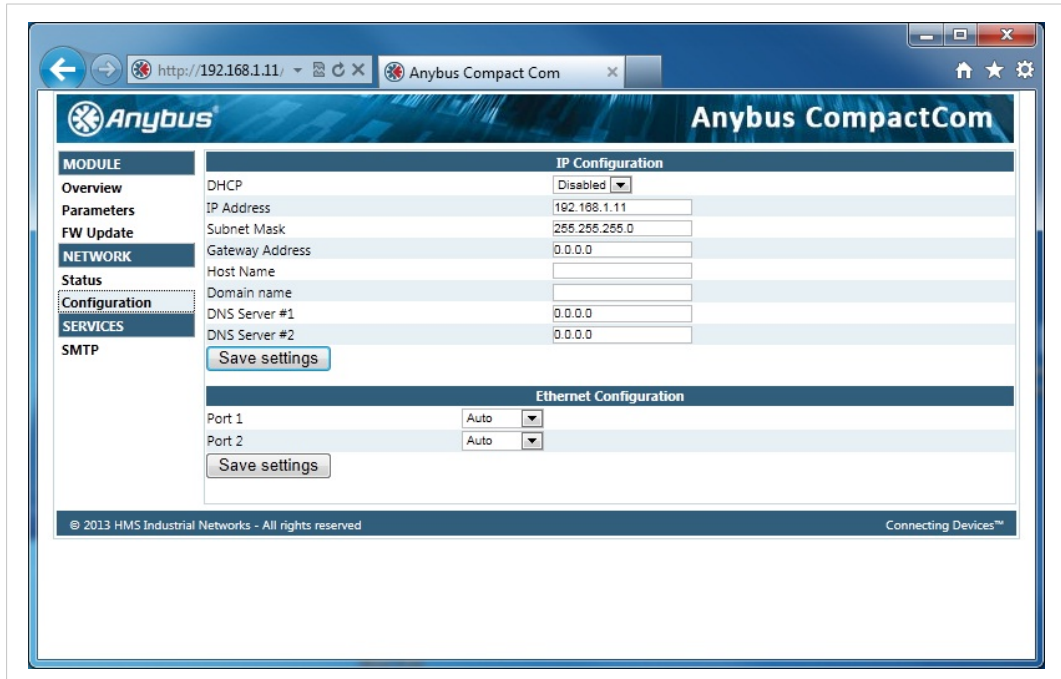 http://192.168.1.11/
Anybus Compact Com
Anybus®
Anybus CompactCom
MODULE
Overview
Parameters
FW Update
NETWORK
Status
Configuration
SERVICES
SMTP
IP Configuration
DHCP Disabled
IP Address 192.168.1.11
Subnet Mask 255.255.255.0
Gateway Address 0.0.0.0
Host Name
Domain name
DNS Server #1 0.0.0.0
DNS Server #2 0.0.0.0
Save settings
Ethernet Configuration
Port 1 Auto
Port 2 Auto
Save settings
© 2013 HMS Industrial Networks - All rights reserved
Connecting Devices™